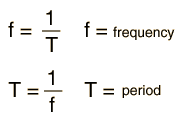 f = 1/T f = frequency
T = 1/f T = period